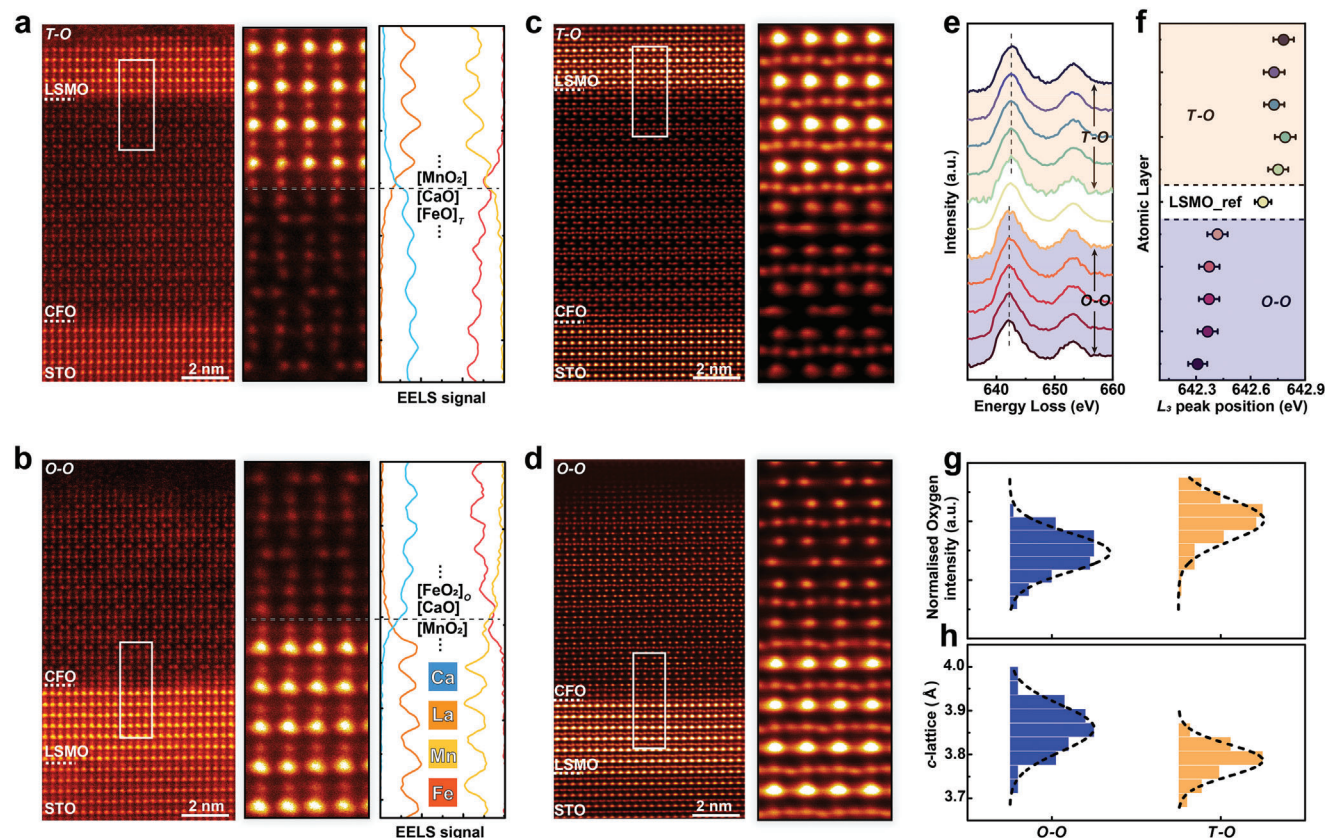 a
T-O
LSMO
CFO
STO
2 nm
⋮
[MnO₂]
[CaO]
[FeO]T
⋮
EELS signal
c
T-O
LSMO
CFO
STO
2 nm
e
Intensity (a.u.)
T-O
O-O
640
650
660
Energy Loss (eV)
f
Atomic Layer
T-O
LSMO_ref
O-O
642.3
642.6
642.9
L₃ peak position (eV)
b
O-O
CFO
LSMO
STO
2 nm
⋮
[FeO₂]O
[CaO]
[MnO₂]
⋮
Ca
La
Mn
Fe
EELS signal
d
O-O
CFO
LSMO
STO
2 nm
g
Normalised Oxygen
intensity (a.u.)
h
c-lattice (Å)
4.0
3.9
3.8
3.7
O-O
T-O